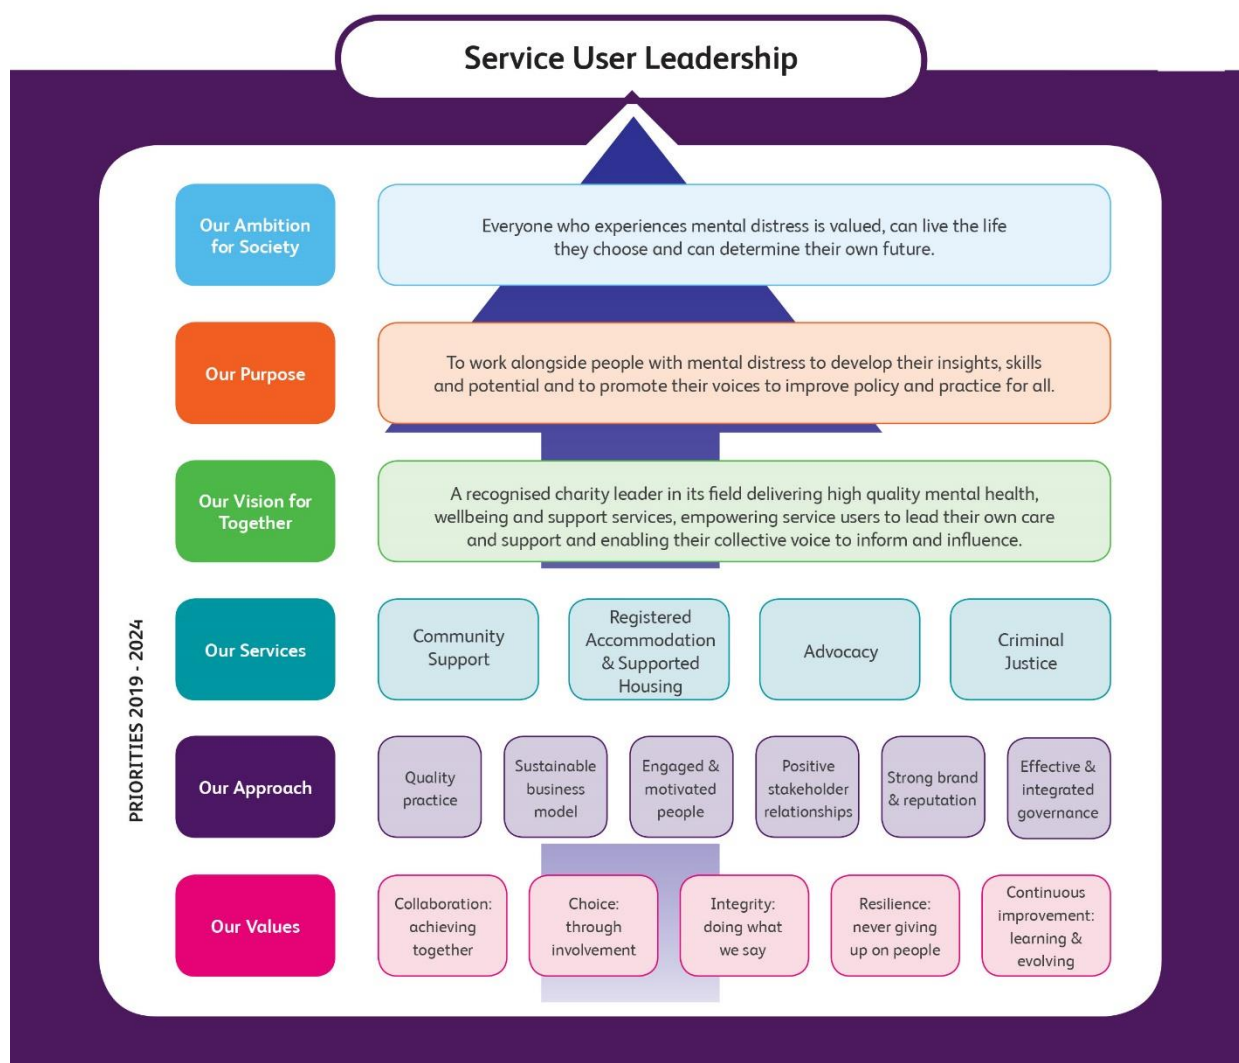 Service User Leadership
Our Ambition
for Society
Everyone who experiences mental distress is valued, can live the life
they choose and can determine their own future.
Our Purpose
To work alongside people with mental distress to develop their insights, skills
and potential and to promote their voices to improve policy and practice for all.
Our Vision for
Together
A recognised charity leader in its field delivering high quality mental health,
wellbeing and support services, empowering service users to lead their own care
and support and enabling their collective voice to inform and influence.
PRIORITIES 2019 - 2024
Our Services
Community
Support
Registered
Accommodation
& Supported
Housing
Advocacy
Criminal
Justice
Our Approach
Quality
practice
Sustainable
business
model
Engaged &
motivated
people
Positive
stakeholder
relationships
Strong brand
& reputation
Effective &
integrated
governance
Our Values
Collaboration:
achieving
together
Choice:
through
involvement
Integrity:
doing what
we say
Resilience:
never giving
up on people
Continuous
improvement:
learning &
evolving